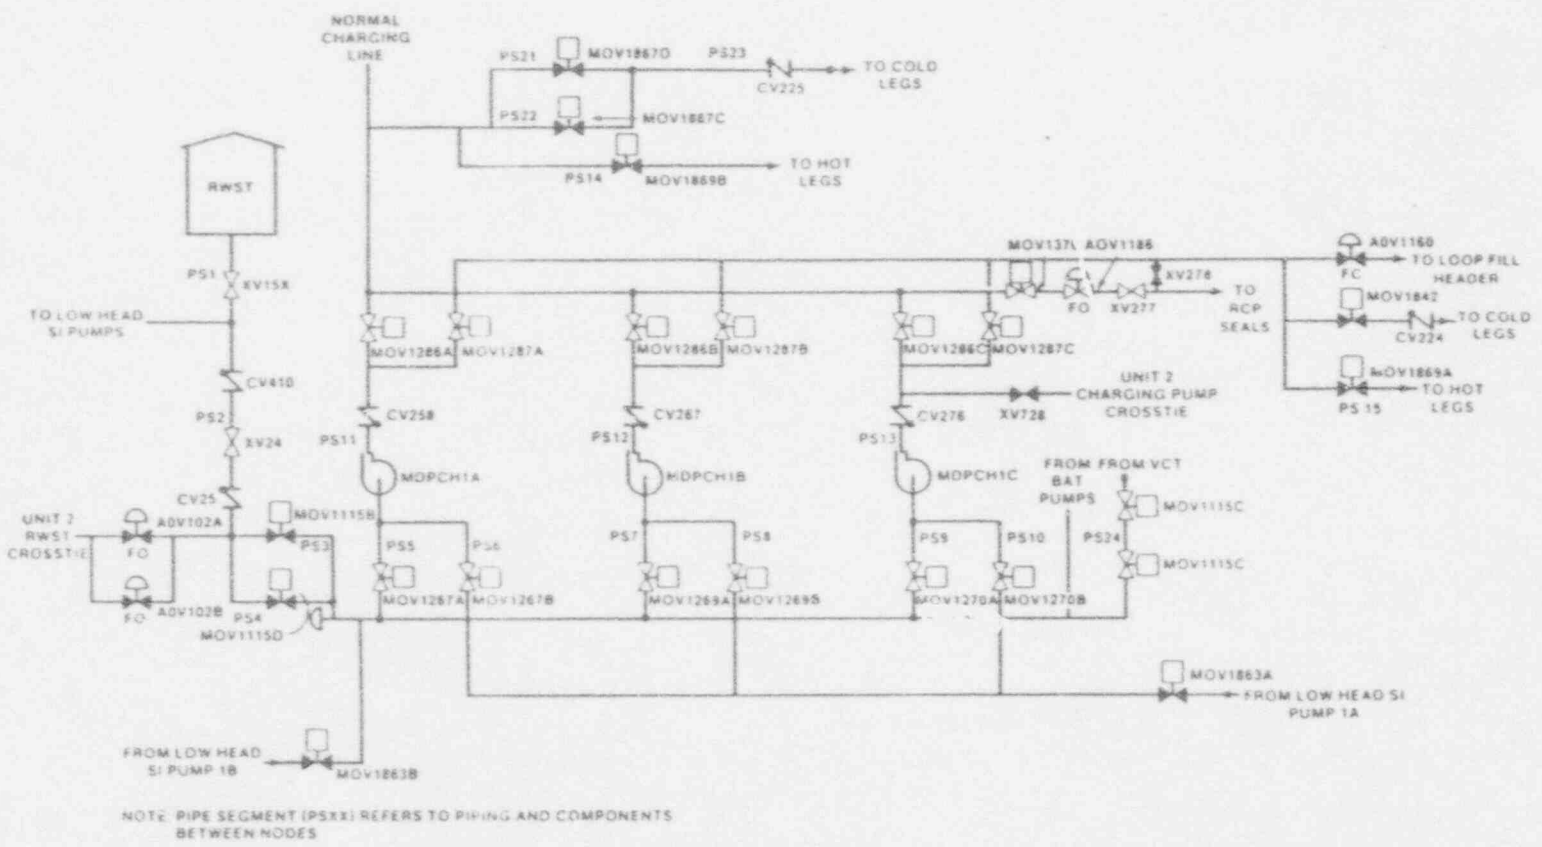 NORMAL
CHARGING
LINE
PS21
MOV1867D
PS23
CV225
TO COLD
LEGS
PS22
MOV1867C
PS14
MOV1869B
TO HOT
LEGS
RWST
PS1
XV15X
TO LOW HEAD
SI PUMPS
CV410
PS2
XV24
CV25
MOV1286A
MOV1287A
MOV1286B
MOV1287B
MOV1286C
MOV1287C
AOV1186
FO
XV277
XV278
TO
RCP
SEALS
AOV1160
FC
TO LOOP FILL
HEADER
MOV1842
CV224
TO COLD
LEGS
MOV1869A
PS 15
TO HOT
LEGS
CV258
PS11
CV267
PS12
CV276
PS13
XV728
UNIT 2
CHARGING PUMP
CROSSTIE
MDPCH1A
MDPCH1B
MDPCH1C
FROM FROM VCT
BAT
PUMPS
MOV1115C
PS24
MOV1115C
UNIT 2
RWST
CROSSTIE
AOV102A
FO
AOV102B
FO
MOV1115B
PS3
PS4
MOV1115D
PS5
PS6
PS7
PS8
PS9
PS10
MOV1267A
MOV1267B
MOV1269A
MOV1269B
MOV1270A
MOV1270B
MOV1863A
FROM LOW HEAD SI
PUMP 1A
FROM LOW HEAD
SI PUMP 1B
MOV1863B
NOTE: PIPE SEGMENT (PSXX) REFERS TO PIPING AND COMPONENTS
BETWEEN NODES